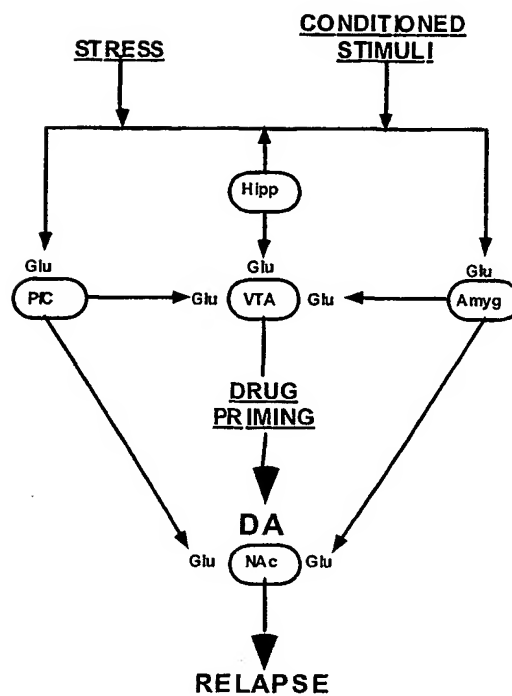 STRESS
CONDITIONED
STIMULI
Hipp
Glu
Glu
Glu
PfC
Glu
VTA
Glu
Amyg
DRUG
PRIMING
DA
Glu
NAc
Glu
RELAPSE